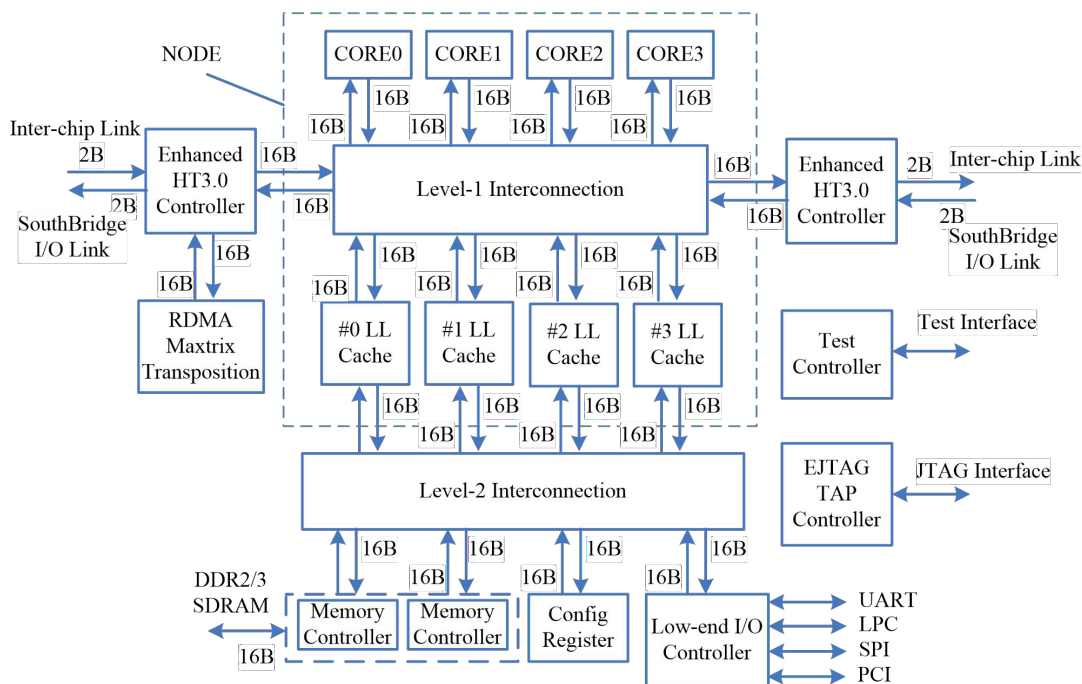 NODE
CORE0
CORE1
CORE2
CORE3
16B
16B
16B
16B
16B
16B
16B
16B
Inter-chip Link
2B
2B
SouthBridge
I/O Link
Enhanced
HT3.0
Controller
16B
16B
Level-1 Interconnection
16B
16B
Enhanced
HT3.0
Controller
2B
2B
Inter-chip Link
SouthBridge
I/O Link
16B
16B
RDMA
Maxtrix
Transposition
16B
16B
16B
16B
16B
16B
16B
16B
#0 LL
Cache
#1 LL
Cache
#2 LL
Cache
#3 LL
Cache
Test
Controller
Test Interface
16B
16B
16B
16B
16B
16B
16B
16B
Level-2 Interconnection
EJTAG
TAP
Controller
JTAG Interface
16B
16B
16B
16B
16B
16B
16B
DDR2/3
SDRAM
16B
Memory
Controller
Memory
Controller
Config
Register
Low-end I/O
Controller
UART
LPC
SPI
PCI